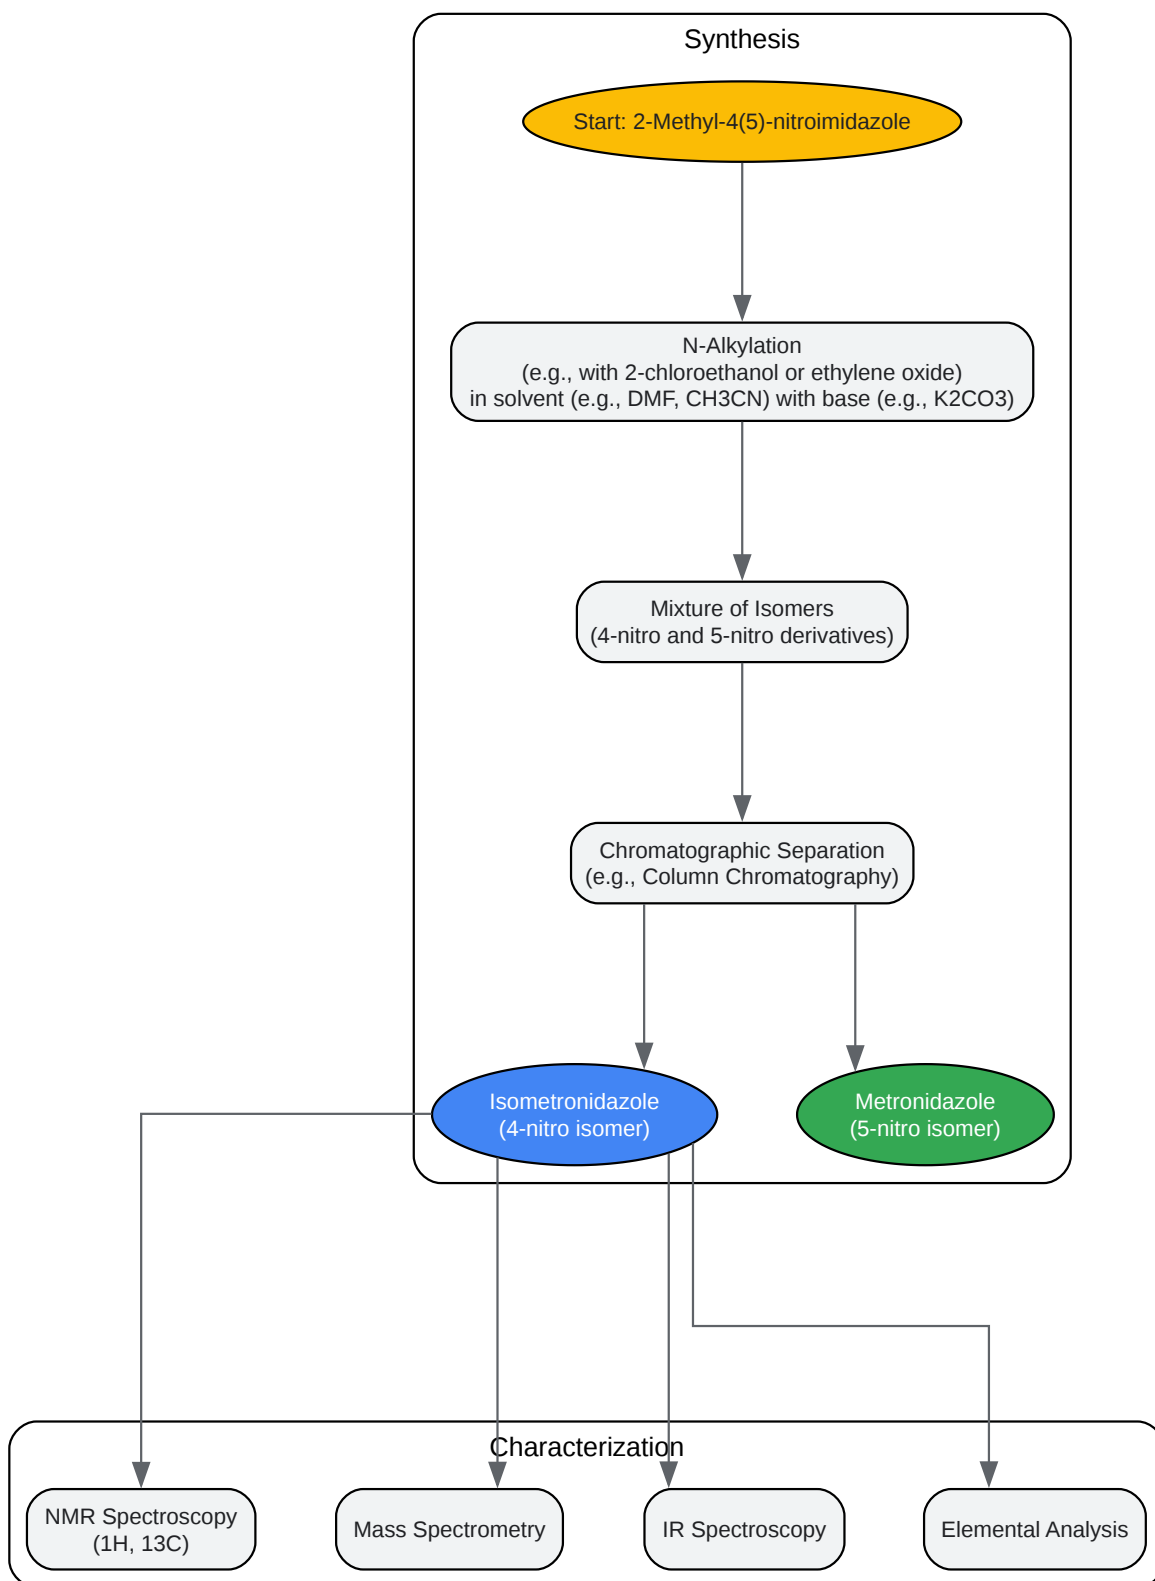 Synthesis
Start: 2-Methyl-4(5)-nitroimidazole
N-Alkylation
(e.g., with 2-chloroethanol or ethylene oxide)
in solvent (e.g., DMF, CH3CN) with base (e.g., K2CO3)
Mixture of Isomers
(4-nitro and 5-nitro derivatives)
Chromatographic Separation
(e.g., Column Chromatography)
Isometronidazole
(4-nitro isomer)
Metronidazole
(5-nitro isomer)
Characterization
NMR Spectroscopy
(1H, 13C)
Mass Spectrometry
IR Spectroscopy
Elemental Analysis